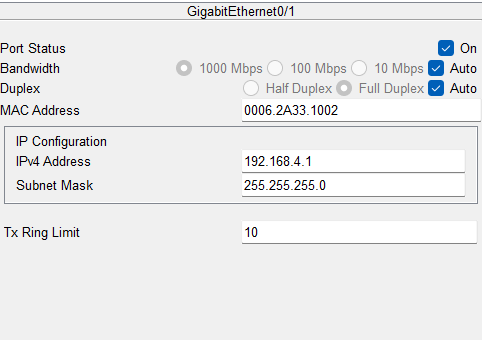 GigabitEthernet0/1
Port Status On
Bandwidth 1000 Mbps 100 Mbps 10 Mbps Auto
Duplex Half Duplex Full Duplex Auto
MAC Address 0006.2A33.1002
IP Configuration
IPv4 Address 192.168.4.1
Subnet Mask 255.255.255.0
Tx Ring Limit 10